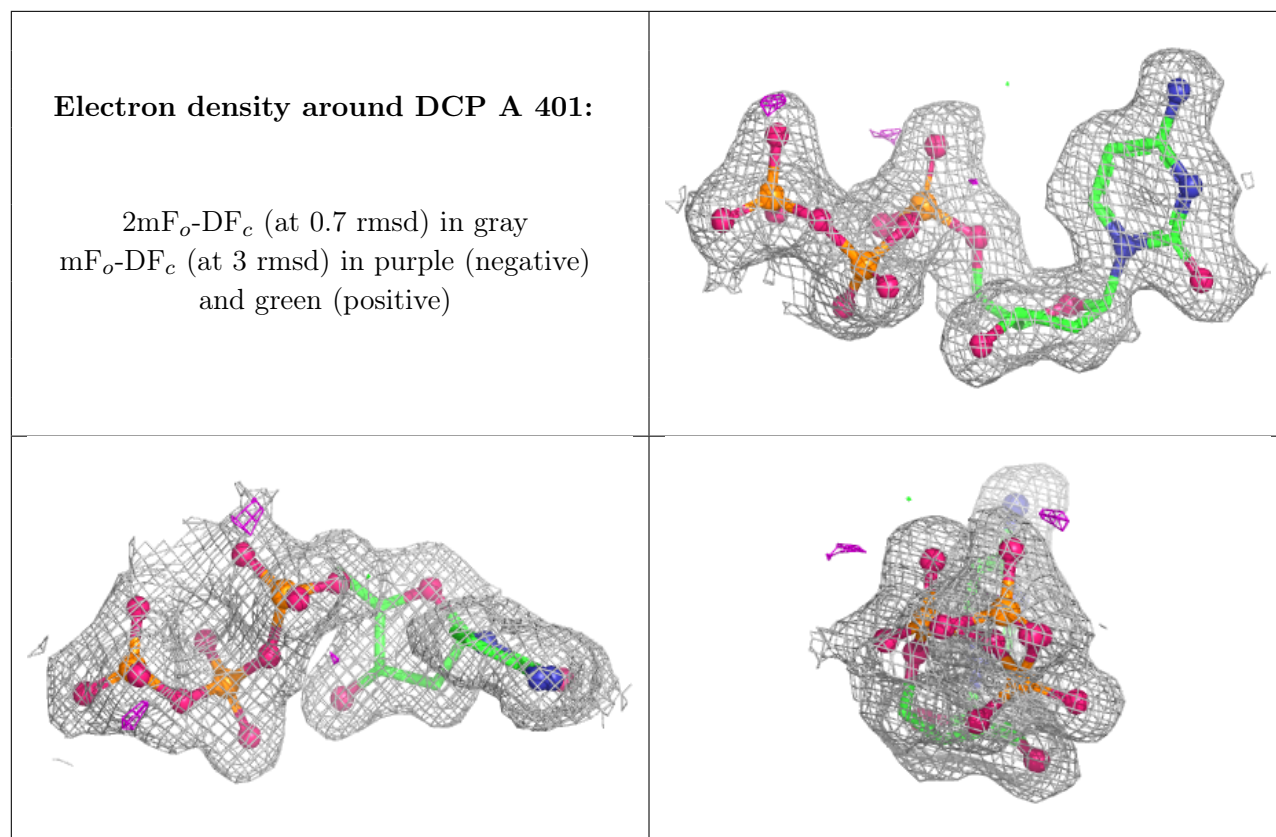 Electron density around DCP A 401:
2mFo-DFc (at 0.7 rmsd) in gray
mFo-DFc (at 3 rmsd) in purple (negative)
and green (positive)